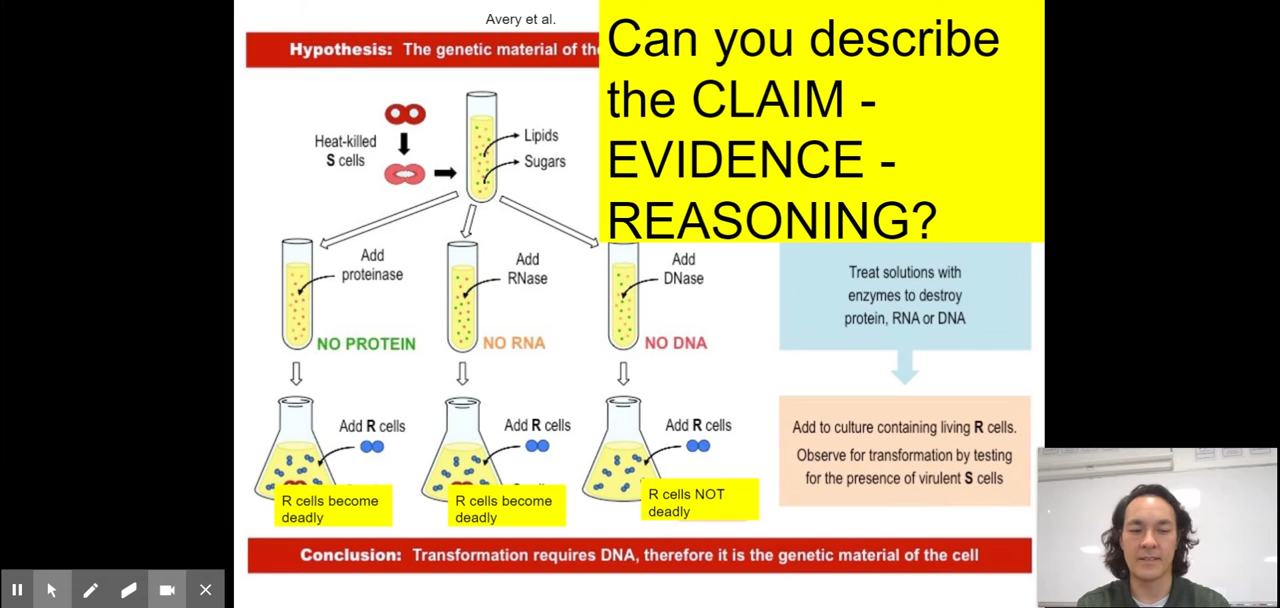 Avery et al.
Hypothesis: The genetic material of the
Can you describe
the CLAIM -
EVIDENCE -
REASONING?
Heat-killed
S cells
Lipids
Sugars
Add
proteinase
Add
RNase
Add
DNase
NO PROTEIN
NO RNA
NO DNA
Treat solutions with
enzymes to destroy
protein, RNA or DNA
Add R cells
Add R cells
Add R cells
R cells become
deadly
R cells become
deadly
R cells NOT
deadly
Add to culture containing living R cells.
Observe for transformation by testing
for the presence of virulent S cells
Conclusion: Transformation requires DNA, therefore it is the genetic material of the cell